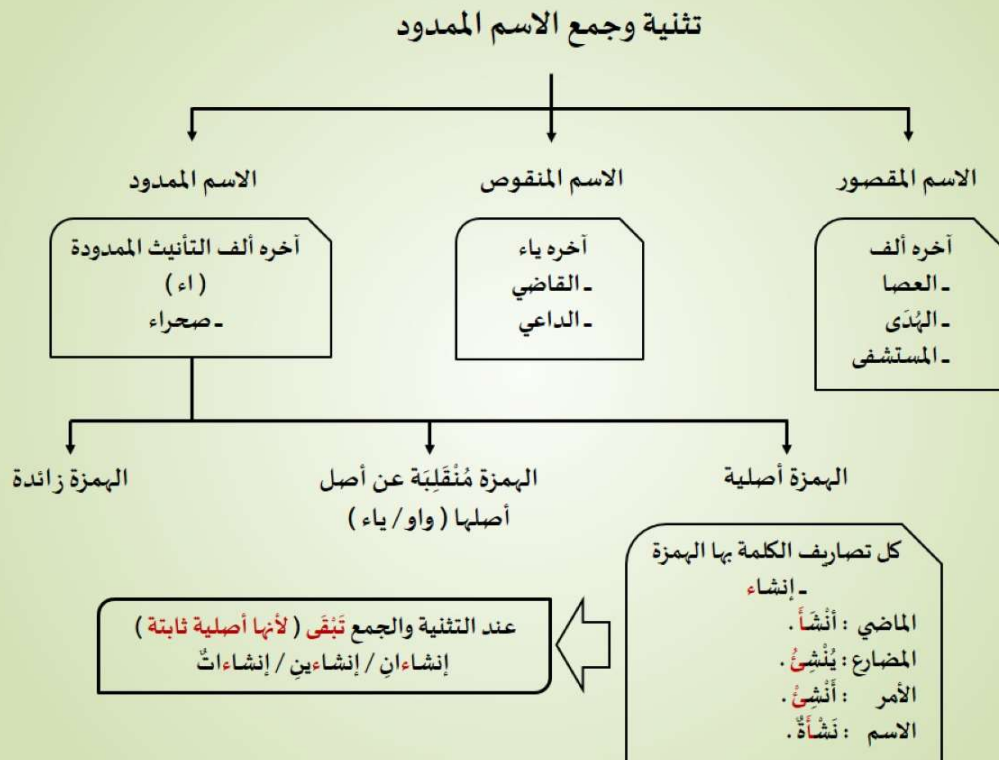 تثنية وجمع الاسم الممدود
الاسم المقصور
آخره ألف
ـ العصا
ـ الهُدَى
ـ المستشفى
الاسم المنقوص
آخره ياء
ـ القاضي
ـ الداعي
الاسم الممدود
آخره ألف التأنيث الممدودة
( اء )
ـ صحراء
الهمزة أصلية
كل تصاريف الكلمة بها الهمزة
ـ إنشاء
الماضي : أنْشَأَ .
المضارع : يُنْشِئُ .
الأمر : أَنْشِئْ .
الاسم : نَشْأَةٌ .
عند التثنية والجمع تَبْقَى ( لأنها أصلية ثابتة )
إنشاءانِ / إنشاءينِ / إنشاءاتٌ
الهمزة مُنْقَلِبَة عن أصل
أصلها ( واو / ياء )
الهمزة زائدة